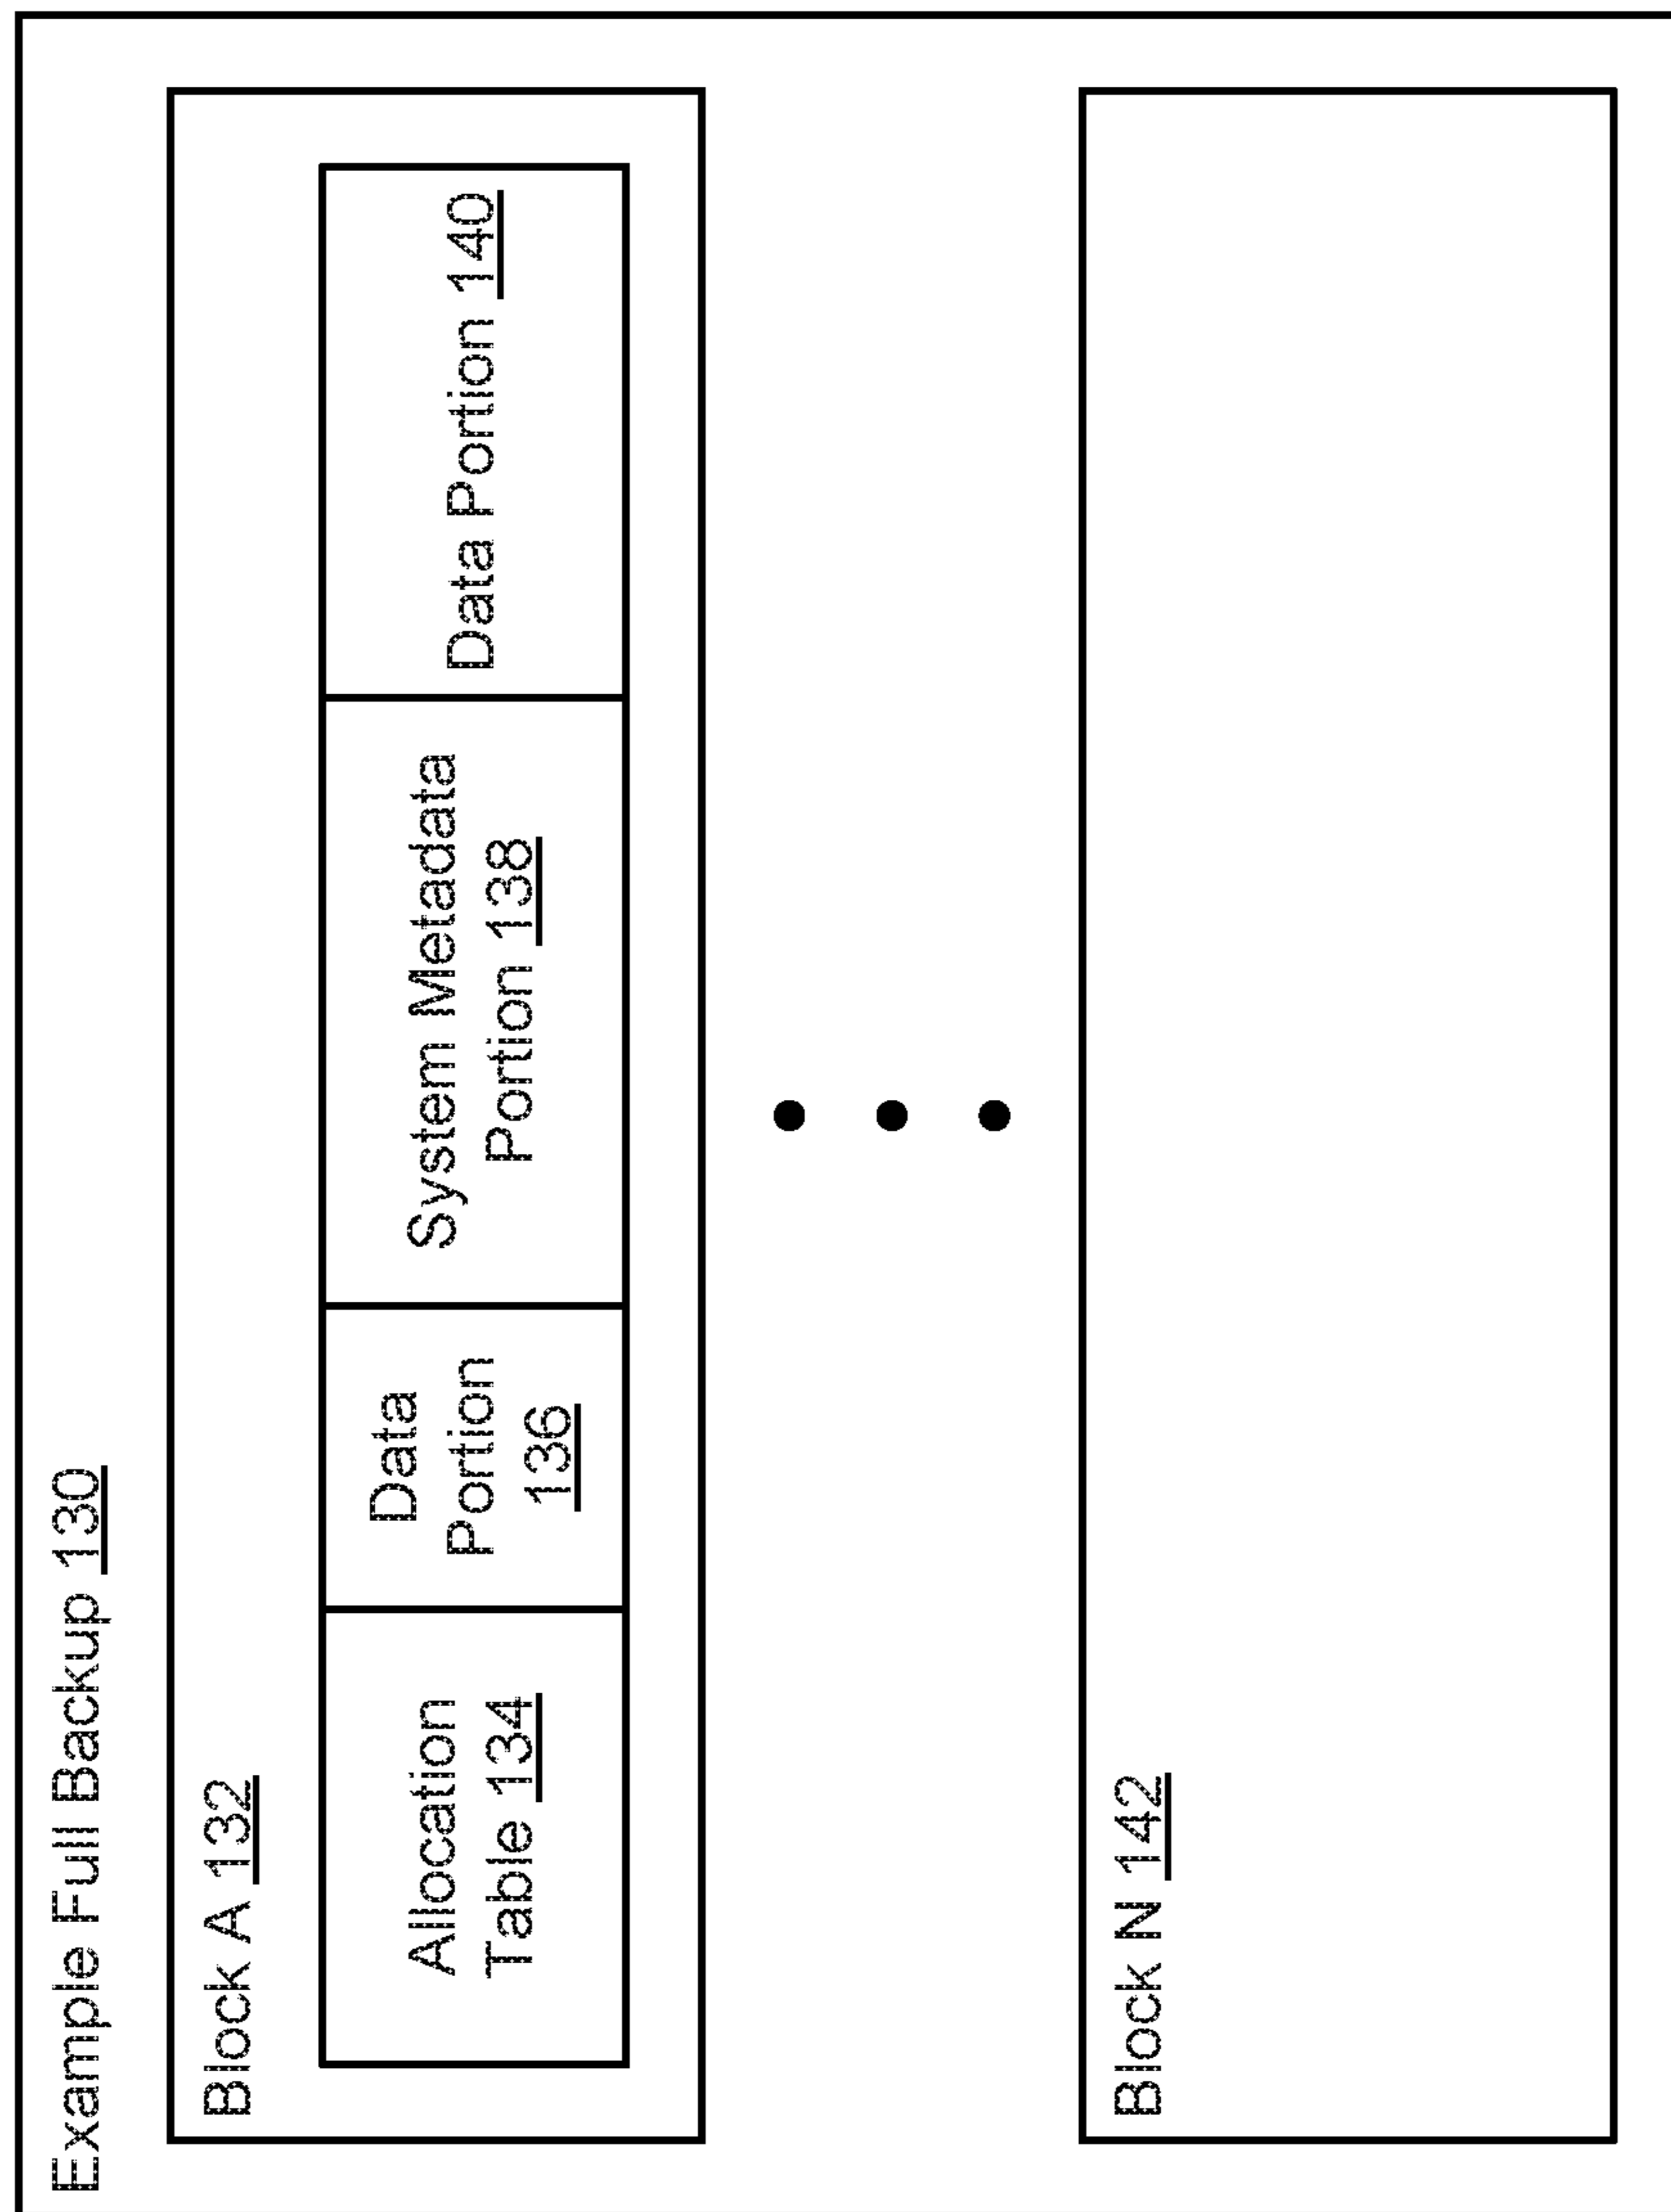 Example Full Backup 130
Block A 132
Allocation
Table 134
Data
Portion
136
System Metadata
Portion 138
Data Portion 140
Block N 142